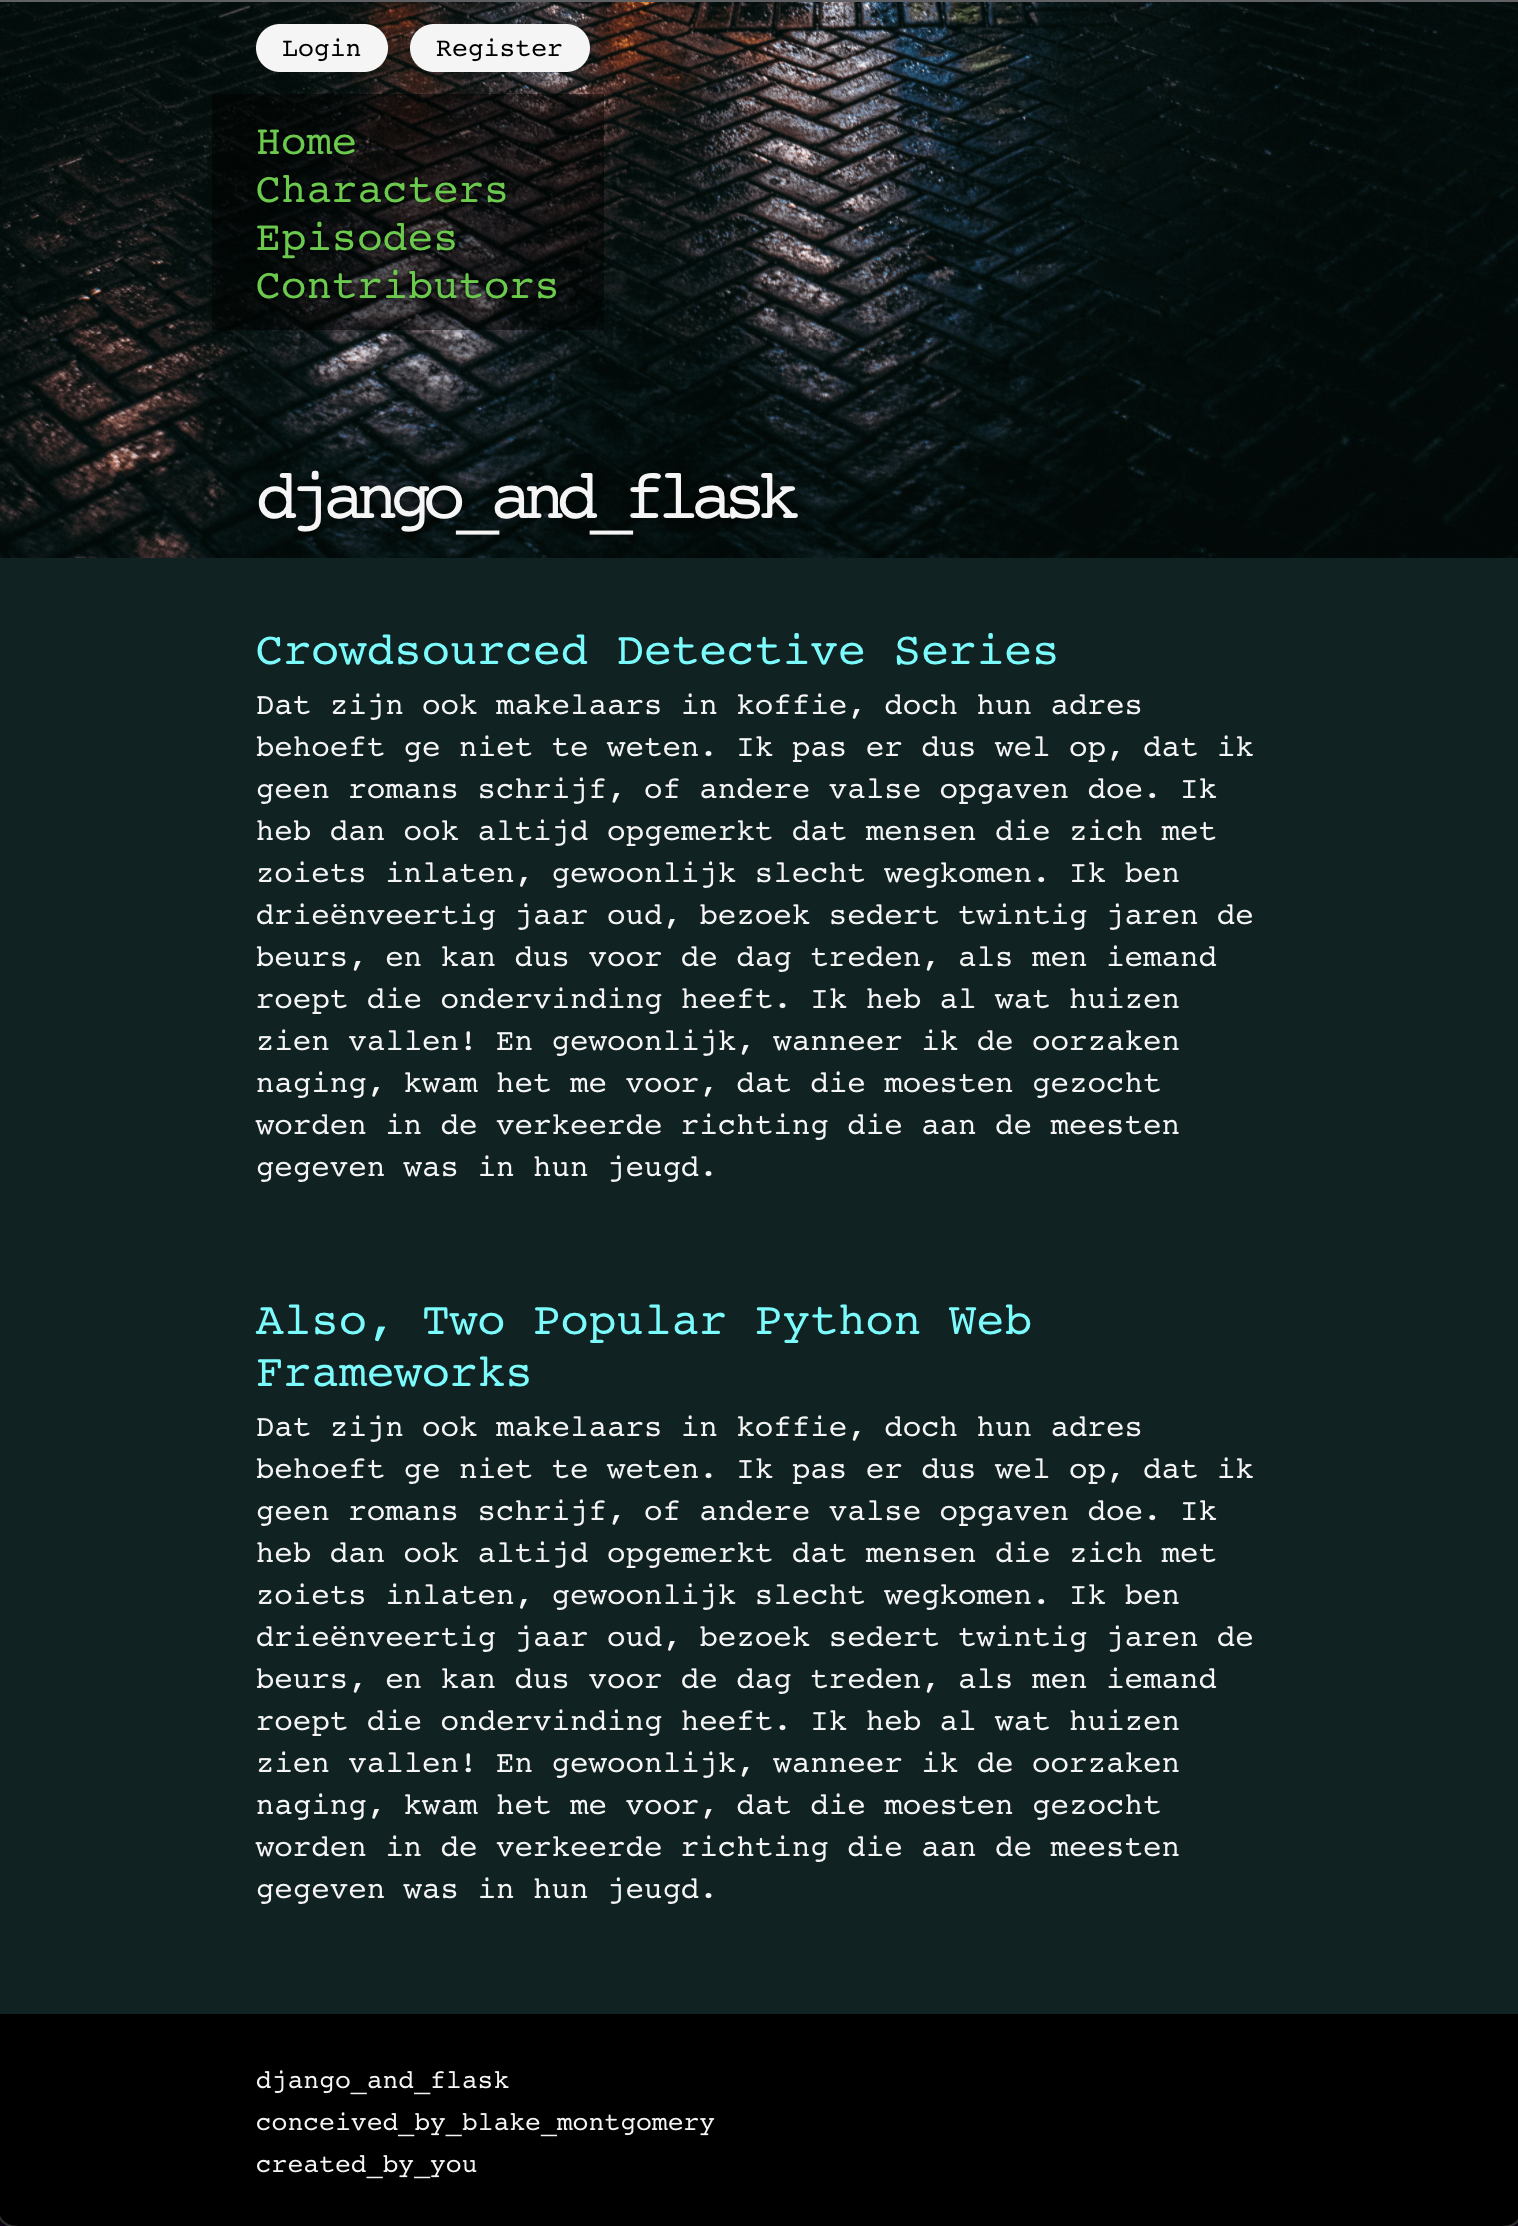 Login Register
Home
Characters
Episodes
Contributors
django_and_flask
Crowdsourced Detective Series
Dat zijn ook makelaars in koffie, doch hun adres
behoeft ge niet te weten. Ik pas er dus wel op, dat ik
geen romans schrijf, of andere valse opgaven doe. Ik
heb dan ook altijd opgemerkt dat mensen die zich met
zoiets inlaten, gewoonlijk slecht wegkomen. Ik ben
drieënveertig jaar oud, bezoek sedert twintig jaren de
beurs, en kan dus voor de dag treden, als men iemand
roept die ondervinding heeft. Ik heb al wat huizen
zien vallen! En gewoonlijk, wanneer ik de oorzaken
naging, kwam het me voor, dat die moesten gezocht
worden in de verkeerde richting die aan de meesten
gegeven was in hun jeugd.
Also, Two Popular Python Web
Frameworks
Dat zijn ook makelaars in koffie, doch hun adres
behoeft ge niet te weten. Ik pas er dus wel op, dat ik
geen romans schrijf, of andere valse opgaven doe. Ik
heb dan ook altijd opgemerkt dat mensen die zich met
zoiets inlaten, gewoonlijk slecht wegkomen. Ik ben
drieënveertig jaar oud, bezoek sedert twintig jaren de
beurs, en kan dus voor de dag treden, als men iemand
roept die ondervinding heeft. Ik heb al wat huizen
zien vallen! En gewoonlijk, wanneer ik de oorzaken
naging, kwam het me voor, dat die moesten gezocht
worden in de verkeerde richting die aan de meesten
gegeven was in hun jeugd.
django_and_flask
conceived_by_blake_montgomery
created_by_you